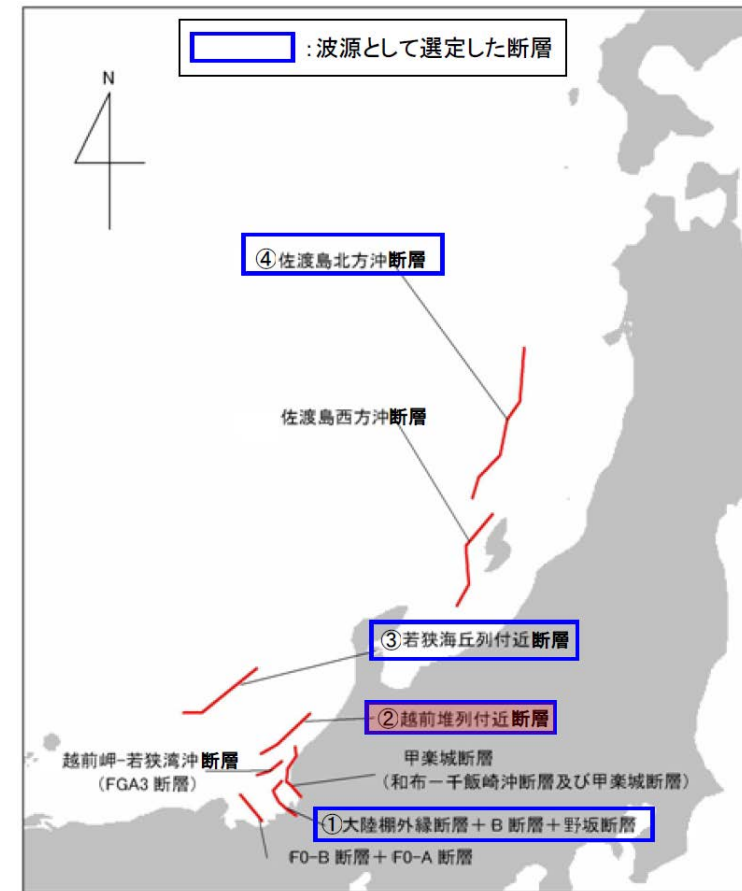 ：波源として選定した断層
N
④佐渡島北方沖断層
佐渡島西方沖断層
③若狭海丘列付近断層
②越前堆列付近断層
越前岬-若狭湾沖断層
（FGA3 断層）
甲楽城断層
（和布－干飯崎沖断層及び甲楽城断層）
①大陸棚外縁断層＋B 断層＋野坂断層
FO-B 断層＋FO-A 断層